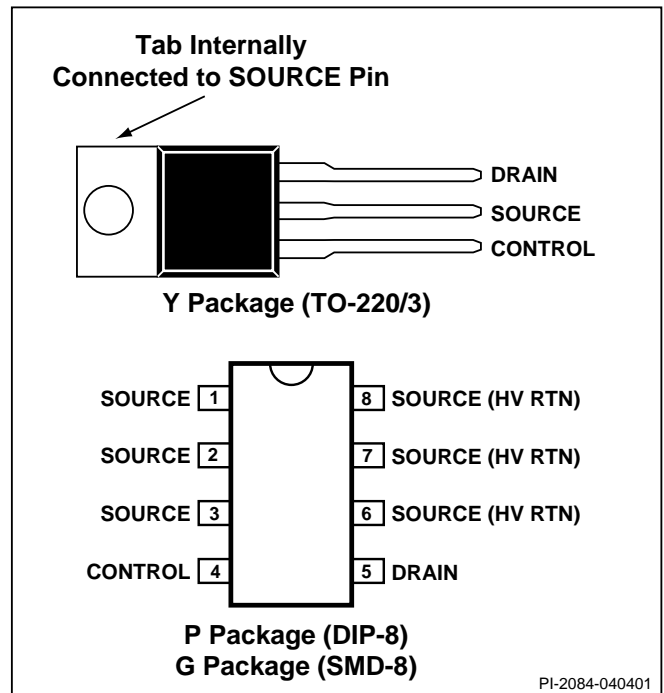 Tab Internally
Connected to SOURCE Pin
DRAIN
SOURCE
CONTROL
Y Package (TO-220/3)
SOURCE 1 8 SOURCE (HV RTN)
SOURCE 2 7 SOURCE (HV RTN)
SOURCE 3 6 SOURCE (HV RTN)
CONTROL 4 5 DRAIN
P Package (DIP-8)
G Package (SMD-8)
PI-2084-040401